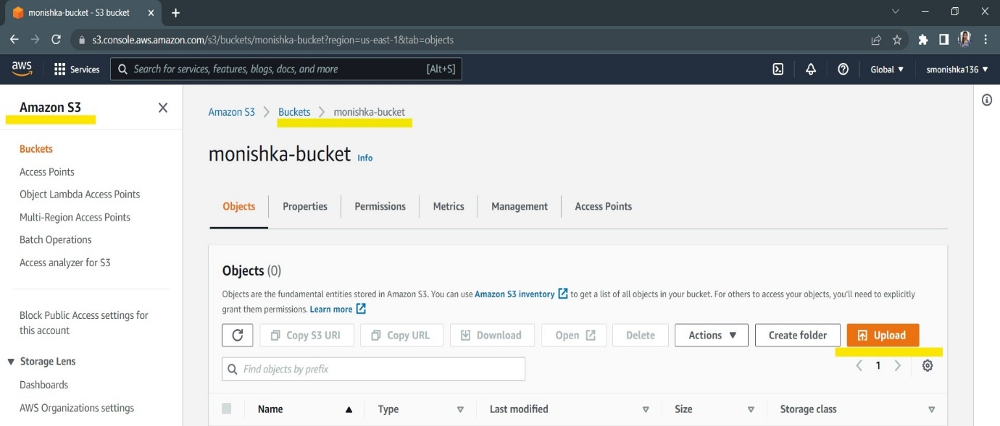 monishka-bucket - S3 bucket
s3.console.aws.amazon.com/s3/buckets/monishka-bucket?region=us-east-1&tab=objects
aws Services Search for services, features, blogs, docs, and more [Alt+S] Global smonishka136
Amazon S3
Buckets
Access Points
Object Lambda Access Points
Multi-Region Access Points
Batch Operations
Access analyzer for S3
Block Public Access settings for
this account
Storage Lens
Dashboards
AWS Organizations settings
Amazon S3 Buckets monishka-bucket
monishka-bucket Info
Objects Properties Permissions Metrics Management Access Points
Objects (0)
Objects are the fundamental entities stored in Amazon S3. You can use Amazon S3 inventory to get a list of all objects in your bucket. For others to access your objects, you'll need to explicitly
grant them permissions. Learn more
Copy S3 URI Copy URL Download Open Delete Actions Create folder Upload
Find objects by prefix 1
Name Type Last modified Size Storage class